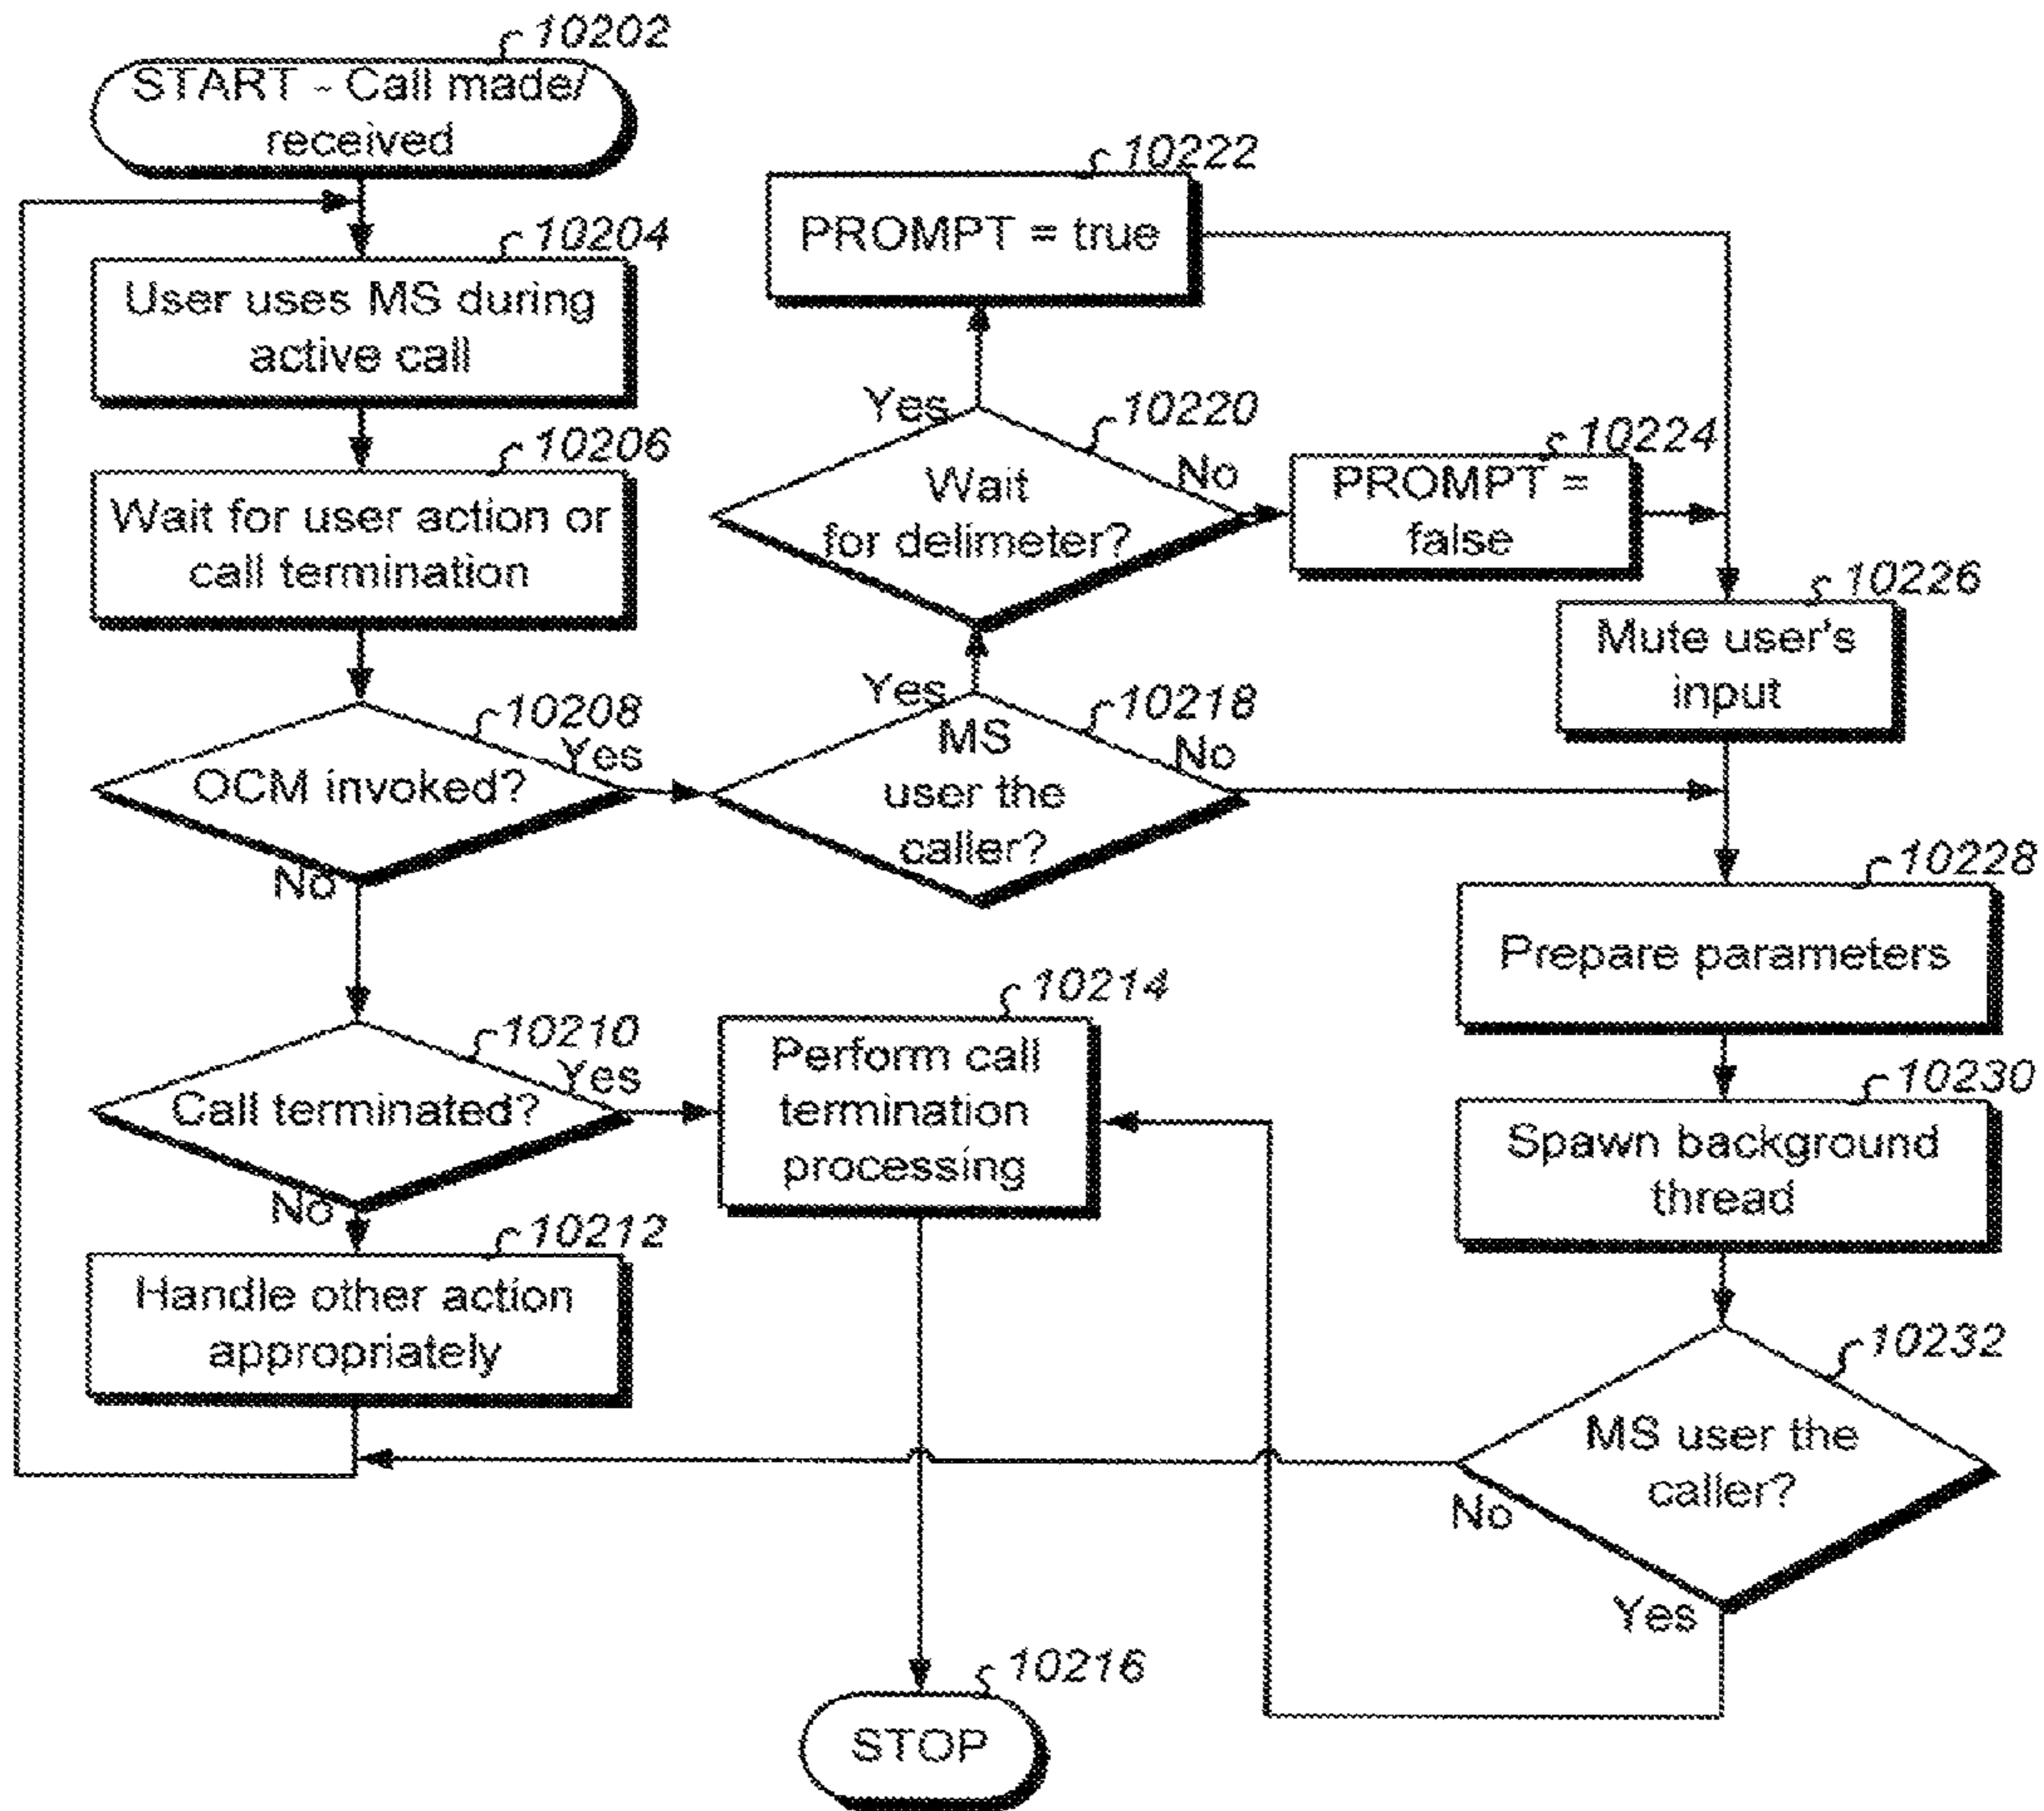 10202
START - Call made/
received
10204
User uses MS during
active call
10206
Wait for user action or
call termination
10208
OCM invoked?
Yes
No
10210
Call terminated?
Yes
No
10212
Handle other action
appropriately
10214
Perform call
termination
processing
10216
STOP
10218
MS
user the
caller?
Yes
No
10220
Wait
for delimeter?
Yes
No
10222
PROMPT = true
10224
PROMPT =
false
10226
Mute user's
input
10228
Prepare parameters
10230
Spawn background
thread
10232
MS user the
caller?
No
Yes